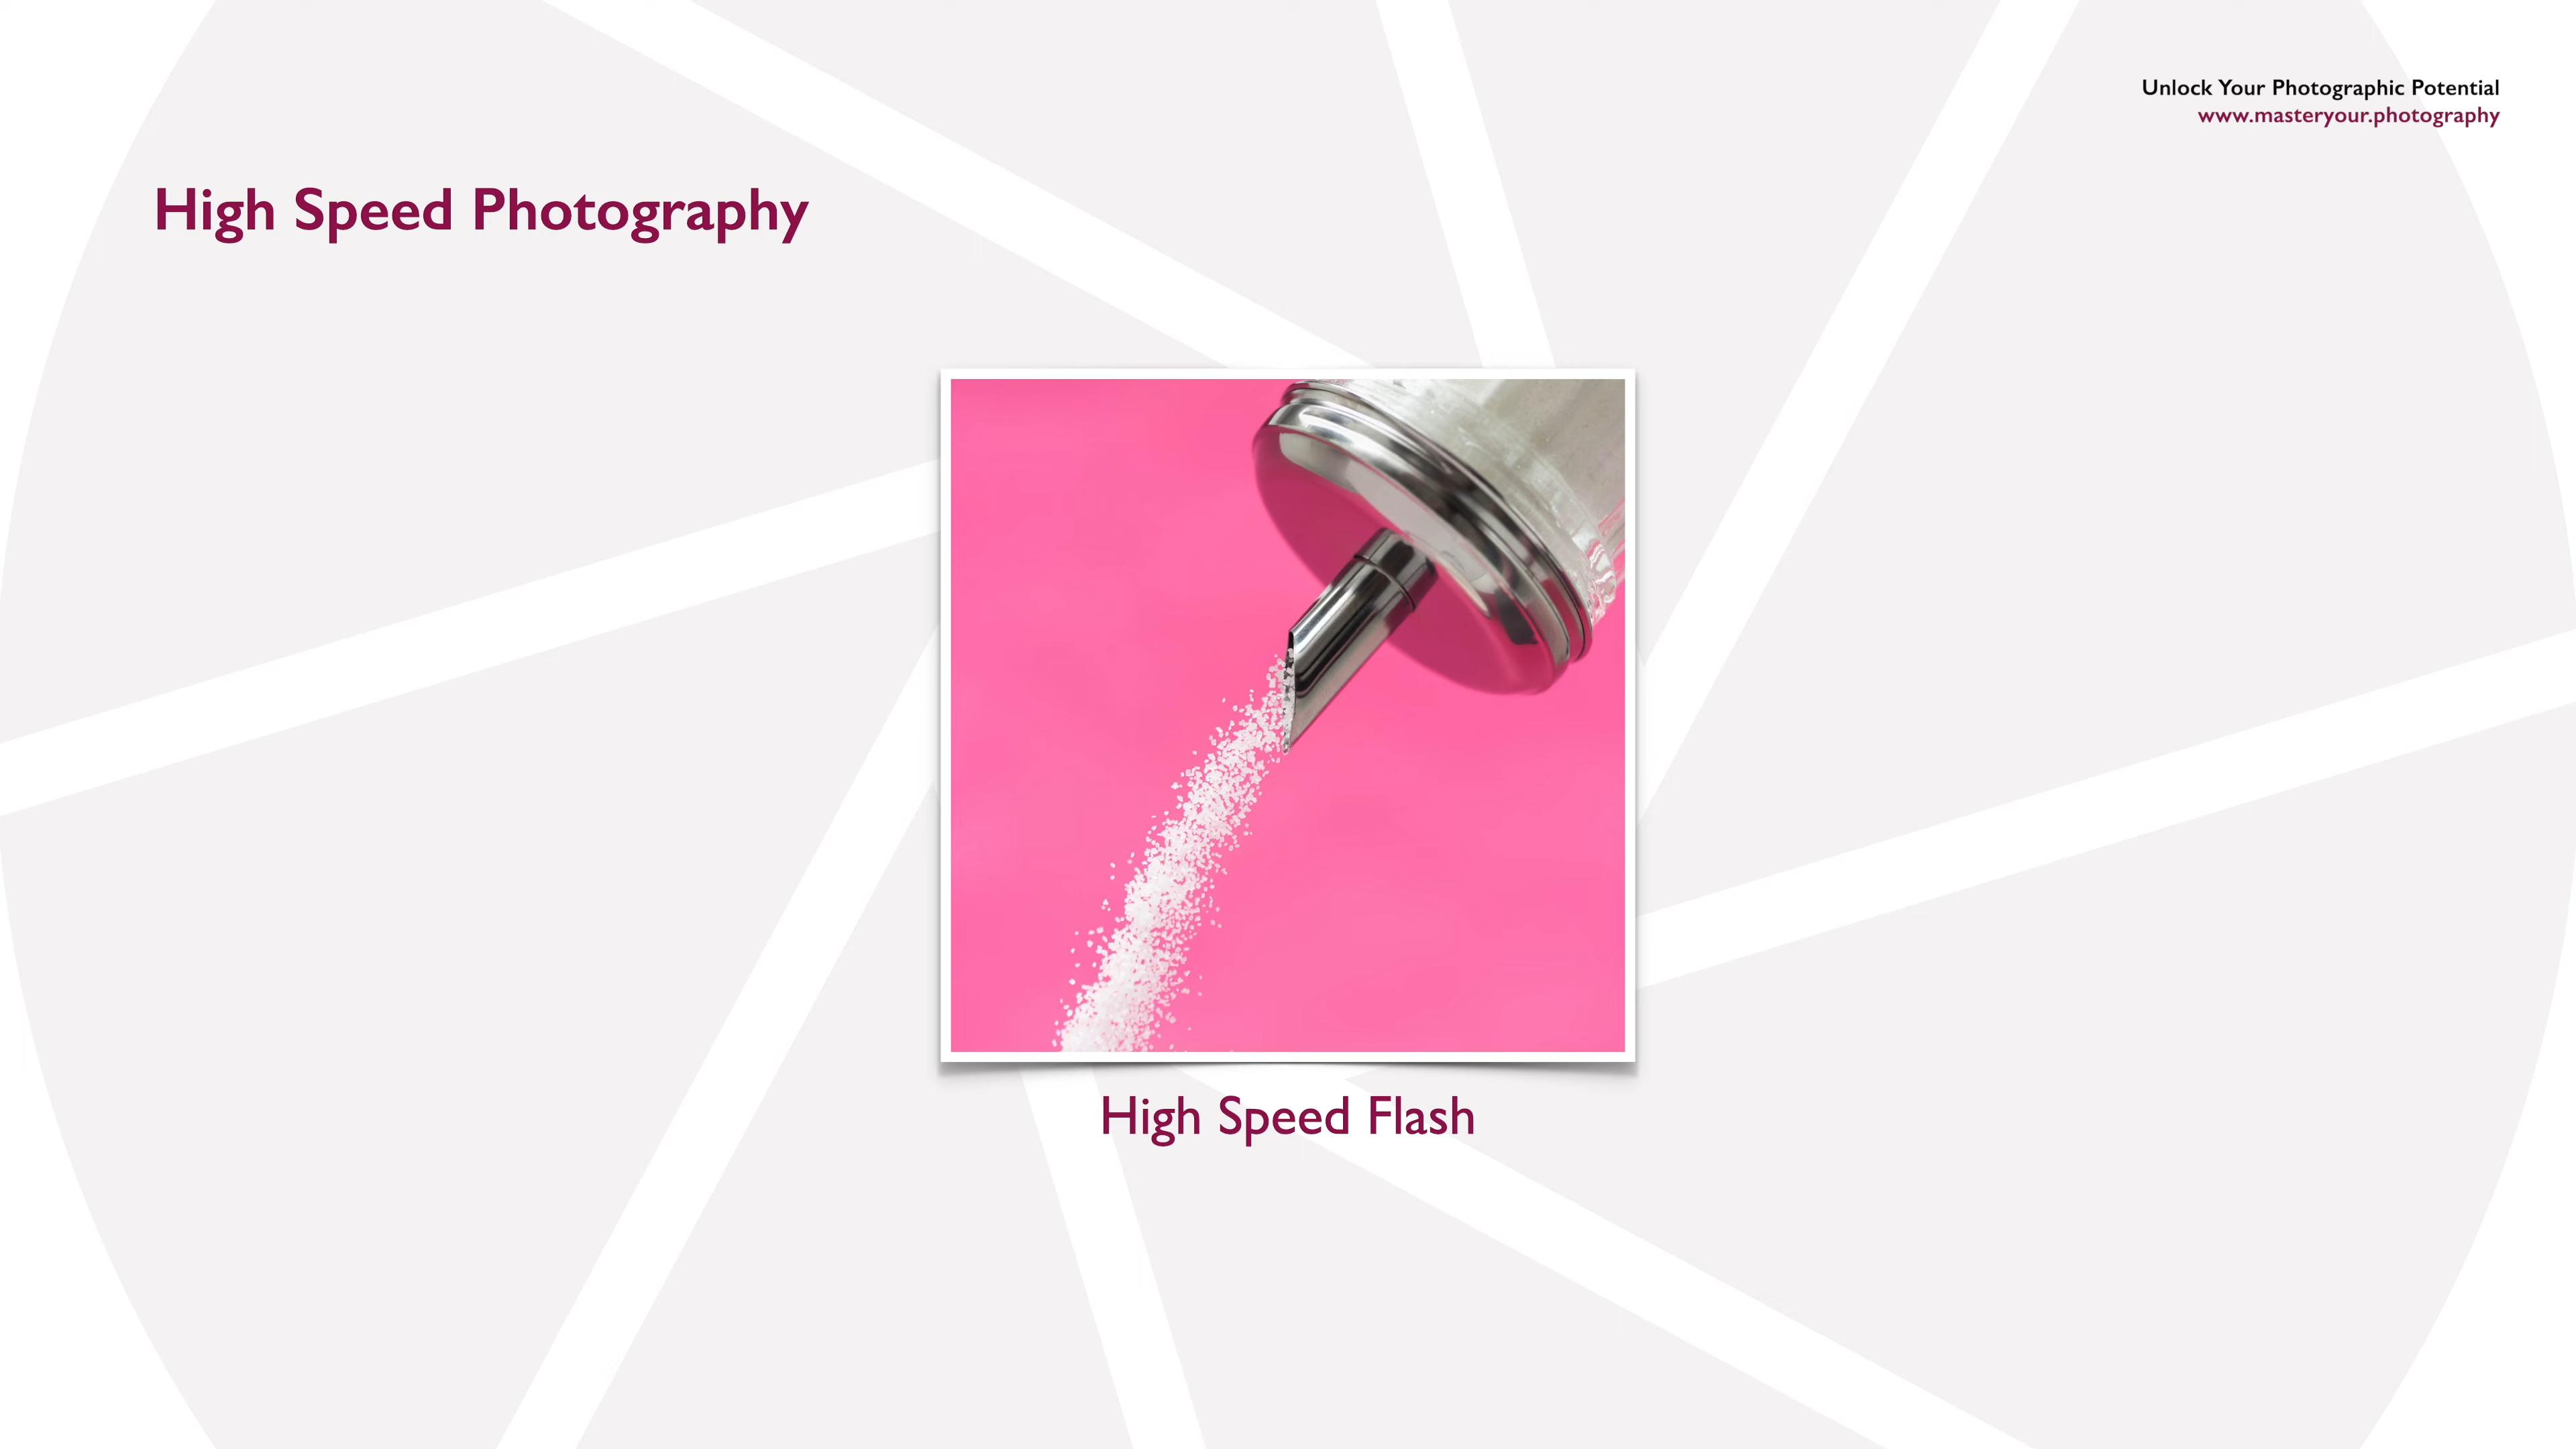 Unlock Your Photographic Potential
www.masteryour.photography
High Speed Photography
High Speed Flash